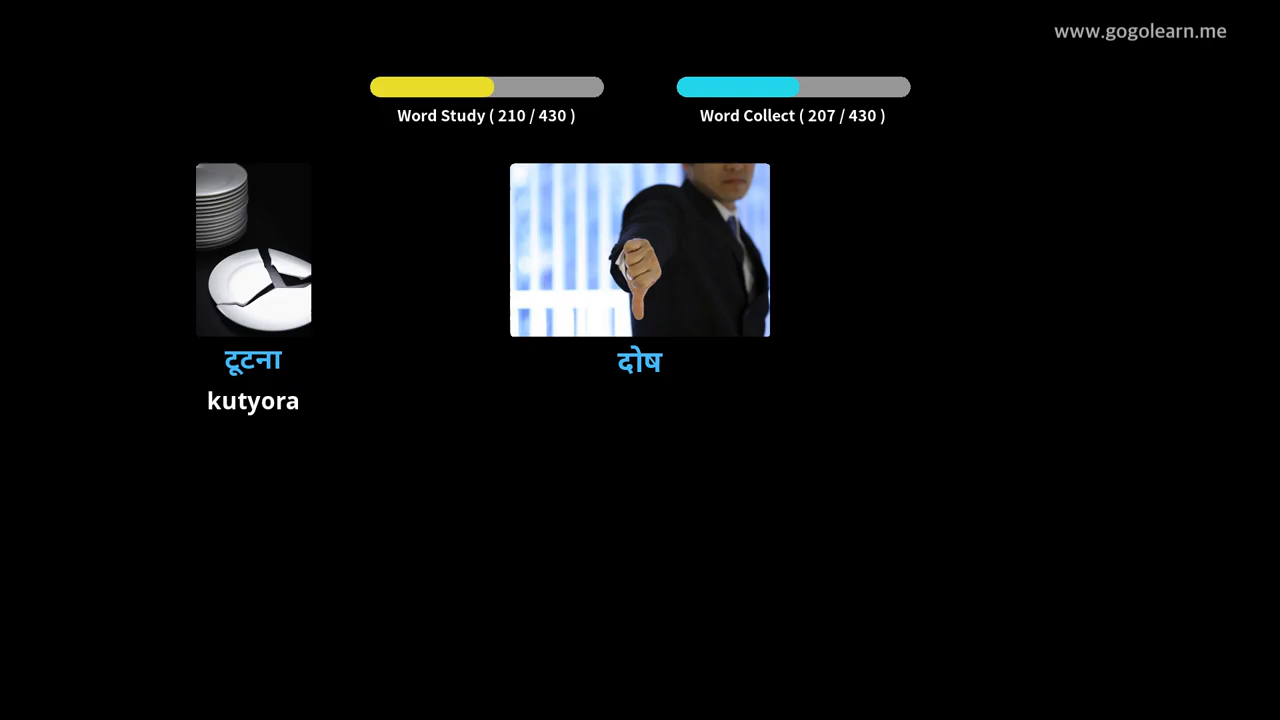 www.gogolearn.me
Word Study ( 210 / 430 )
Word Collect ( 207 / 430 )
टूटना
kutyora
दोष